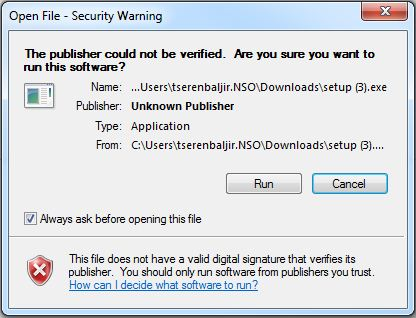 Open File - Security Warning
The publisher could not be verified. Are you sure you want to
run this software?
Name: ...Users\tserenbaljir.NSO\Downloads\setup (3).exe
Publisher: Unknown Publisher
Type: Application
From: C:\Users\tserenbaljir.NSO\Downloads\setup (3)....
Run Cancel
Always ask before opening this file
This file does not have a valid digital signature that verifies its
publisher. You should only run software from publishers you trust.
How can I decide what software to run?